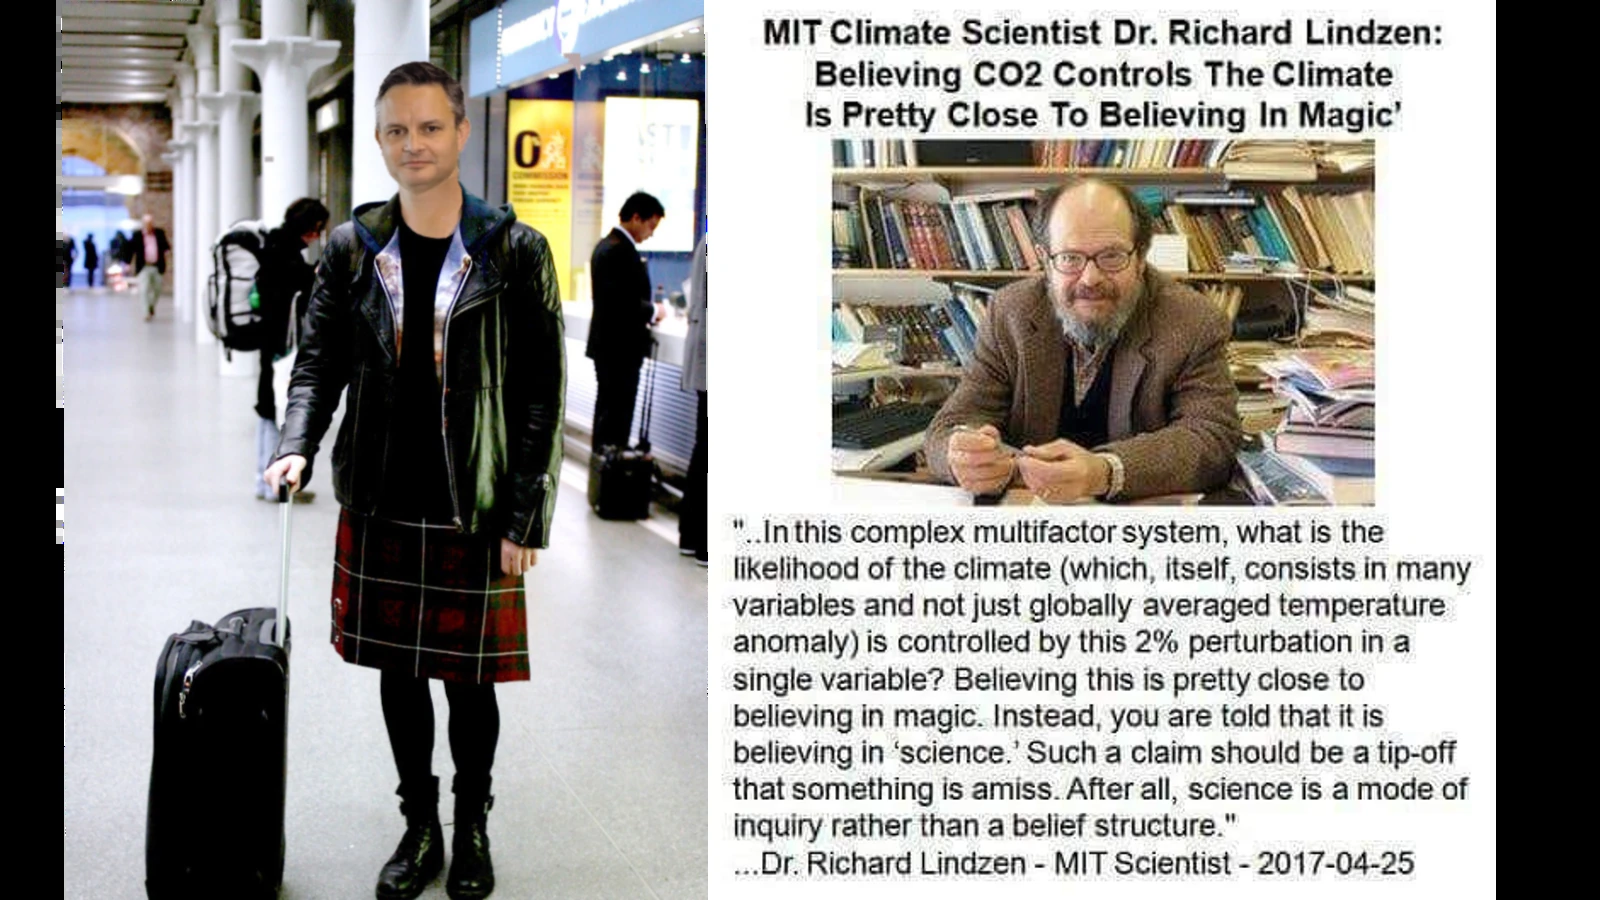 MIT Climate Scientist Dr. Richard Lindzen:
Believing CO2 Controls The Climate
Is Pretty Close To Believing In Magic’
COMMISSION
"..In this complex multifactor system, what is the
likelihood of the climate (which, itself, consists in many
variables and not just globally averaged temperature
anomaly) is controlled by this 2% perturbation in a
single variable? Believing this is pretty close to
believing in magic. Instead, you are told that it is
believing in ‘science.’ Such a claim should be a tip-off
that something is amiss. After all, science is a mode of
inquiry rather than a belief structure."
...Dr. Richard Lindzen - MIT Scientist - 2017-04-25